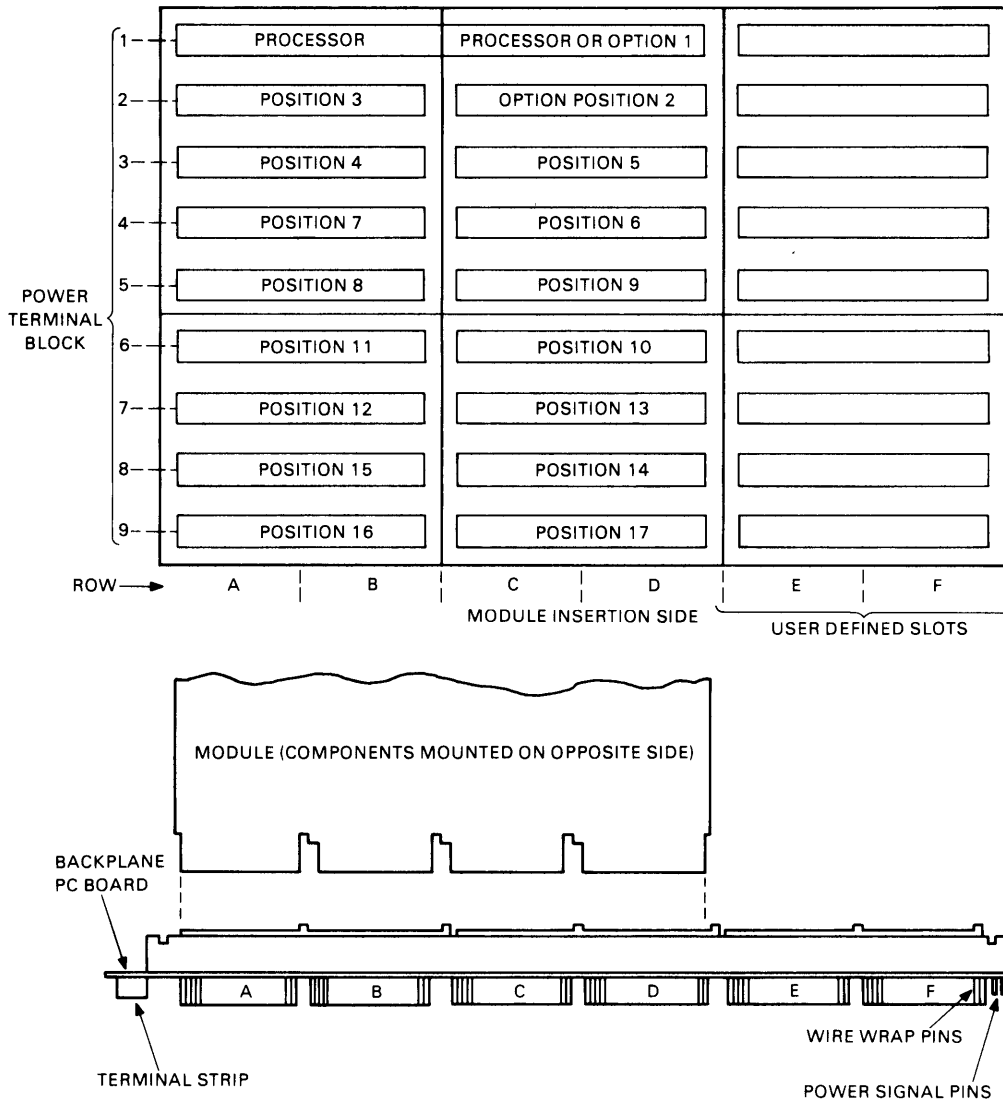 1 PROCESSOR PROCESSOR OR OPTION 1
2 POSITION 3 OPTION POSITION 2
3 POSITION 4 POSITION 5
4 POSITION 7 POSITION 6
5 POSITION 8 POSITION 9
POWER
TERMINAL
BLOCK
6 POSITION 11 POSITION 10
7 POSITION 12 POSITION 13
8 POSITION 15 POSITION 14
9 POSITION 16 POSITION 17
ROW A B C D E F
MODULE INSERTION SIDE
USER DEFINED SLOTS
MODULE (COMPONENTS MOUNTED ON OPPOSITE SIDE)
BACKPLANE
PC BOARD
A B C D E F
WIRE WRAP PINS
TERMINAL STRIP
POWER SIGNAL PINS